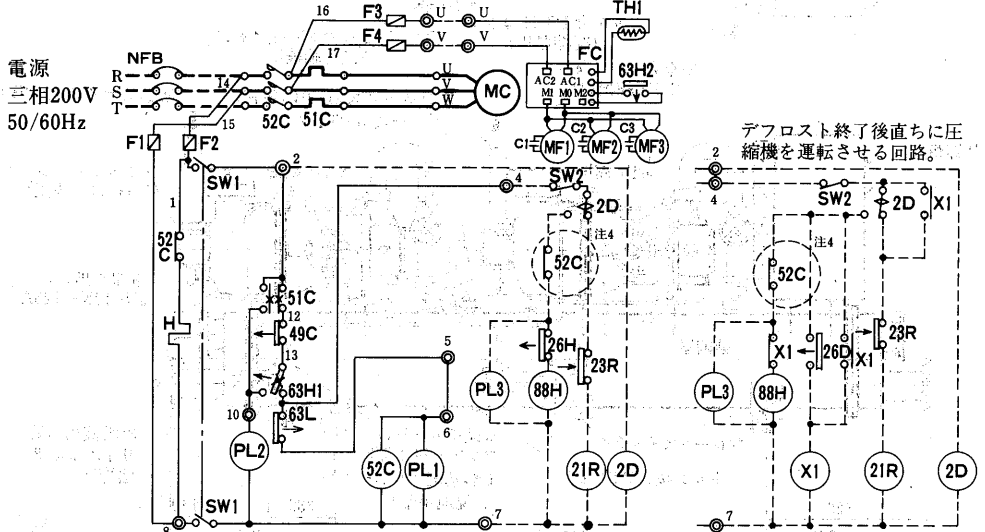 16
F3
U
U
TH1
F4
17
V
V
FC
63H2
電源
三相200V
50/60Hz
NFB
R
S
T
14
15
52C
51C
U
V
W
MC
AC2
AC1
M1
M0
M2
C1
C2
C3
MF1
MF2
MF3
F1
F2
SW1
2
4
SW2
2D
注4
52C
1
52
C
H
51C
XX
12
49C
13
63H1
63L
10
PL2
5
6
52C
PL1
PL3
26H
88H
23R
21R
2D
SW1
7
デフロスト終了後直ちに圧
縮機を運転させる回路。
2
4
SW2
2D
X1
注4
52C
X1
26D
X1
23R
PL3
88H
X1
21R
2D
7